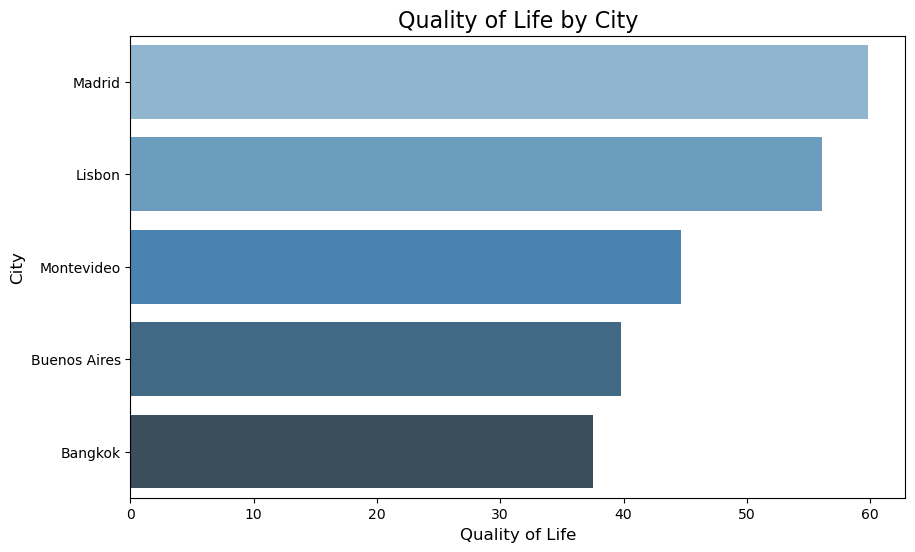 Quality of Life by City
City
Madrid
Lisbon
Montevideo
Buenos Aires
Bangkok
0 10 20 30 40 50 60
Quality of Life